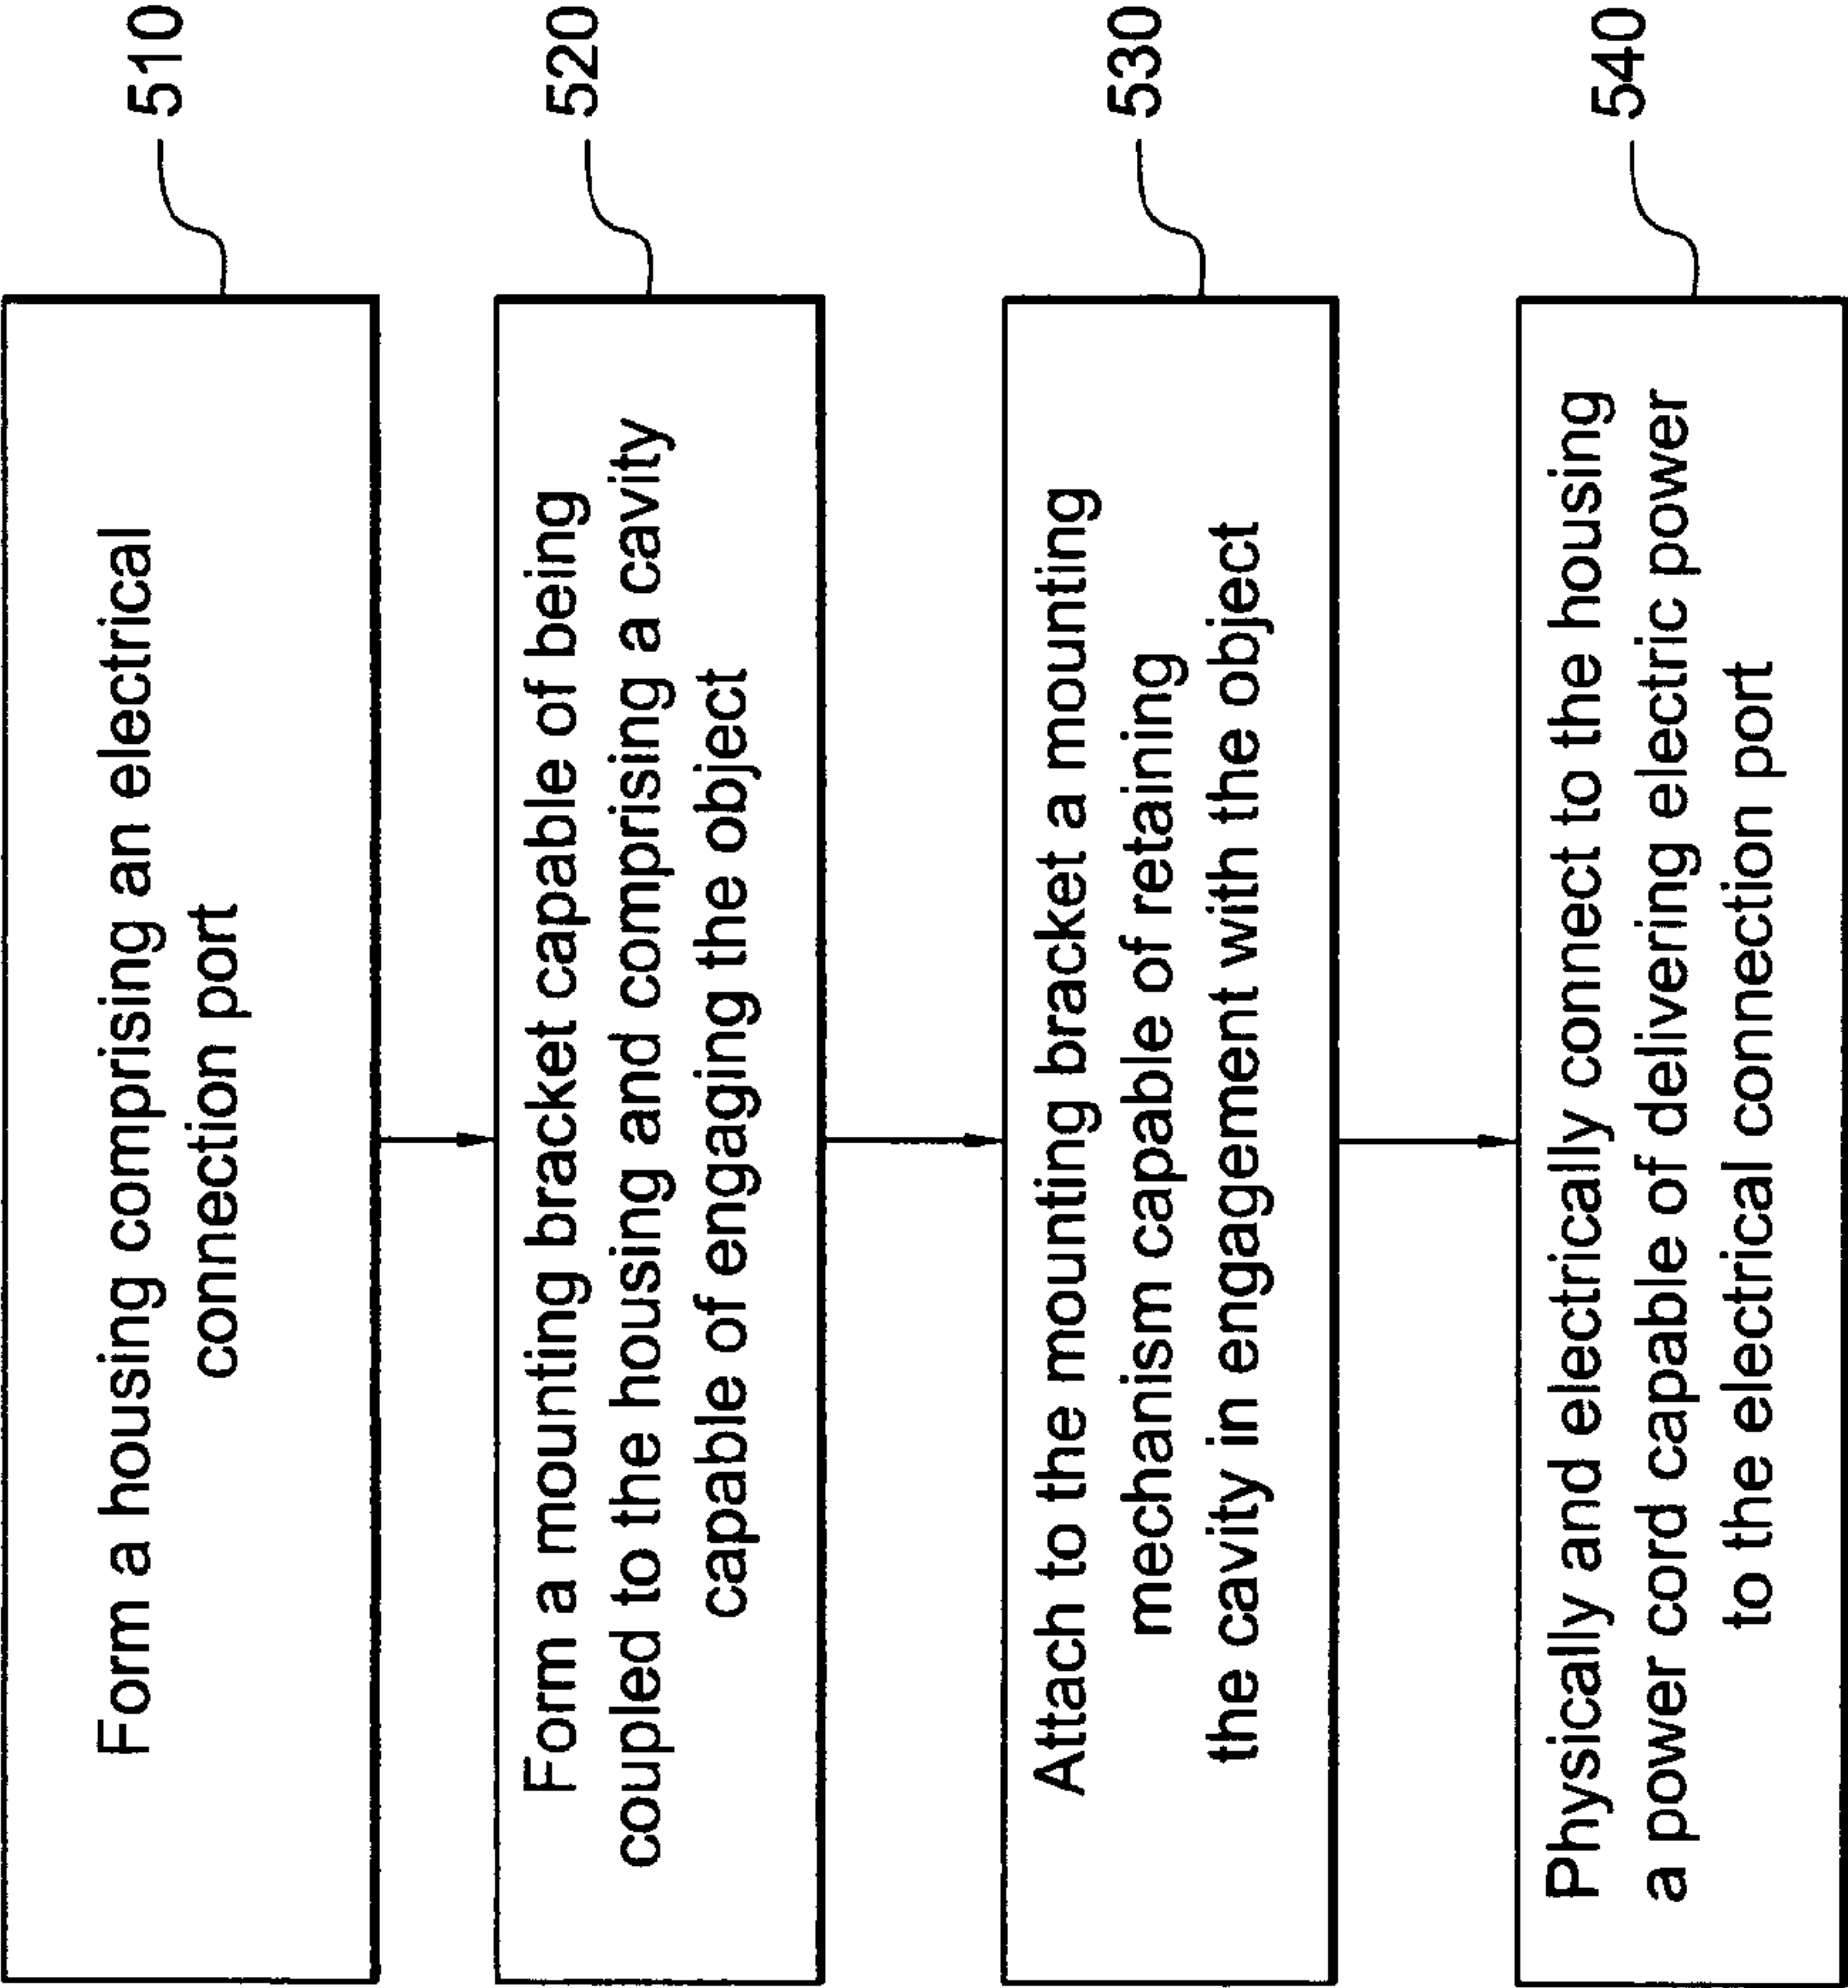 Form a housing comprising an electrical
connection port
510
Form a mounting bracket capable of being
coupled to the housing and comprising a cavity
capable of engaging the object
520
Attach to the mounting bracket a mounting
mechanism capable of retaining
the cavity in engagement with the object
530
Physically and electrically connect to the housing
a power cord capable of delivering electric power
to the electrical connection port
540